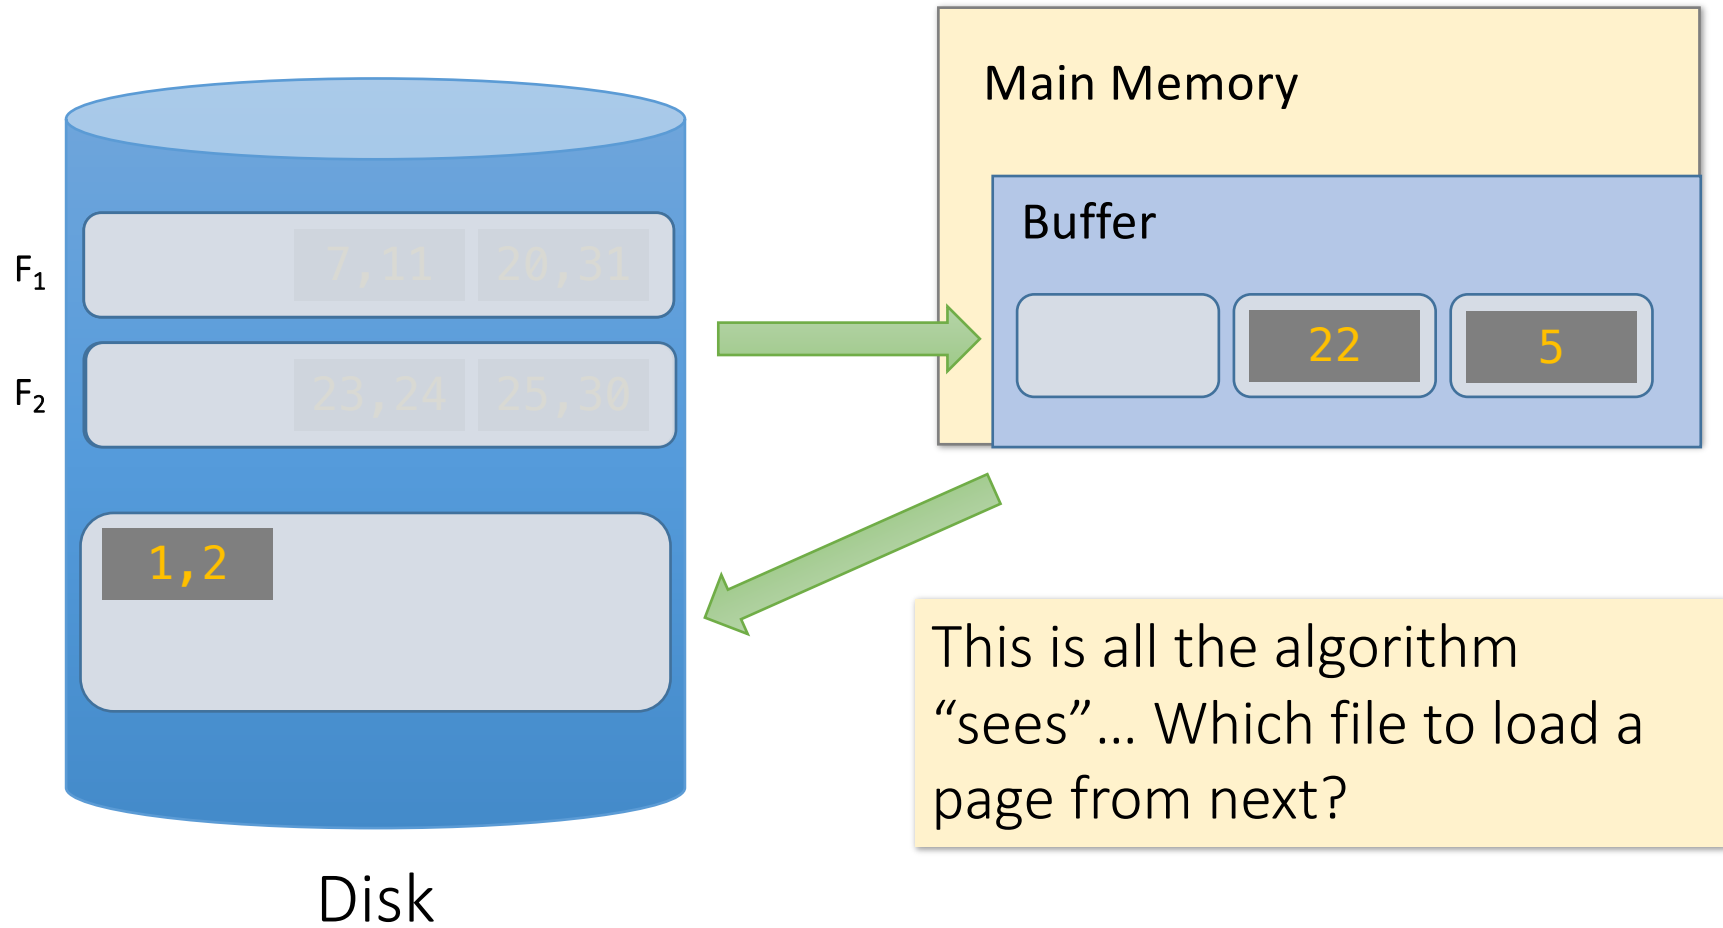 Main Memory
Buffer
F₁
7,11 20,31
22 5
F₂
23,24 25,30
1,2
This is all the algorithm
“sees”... Which file to load a
page from next?
Disk